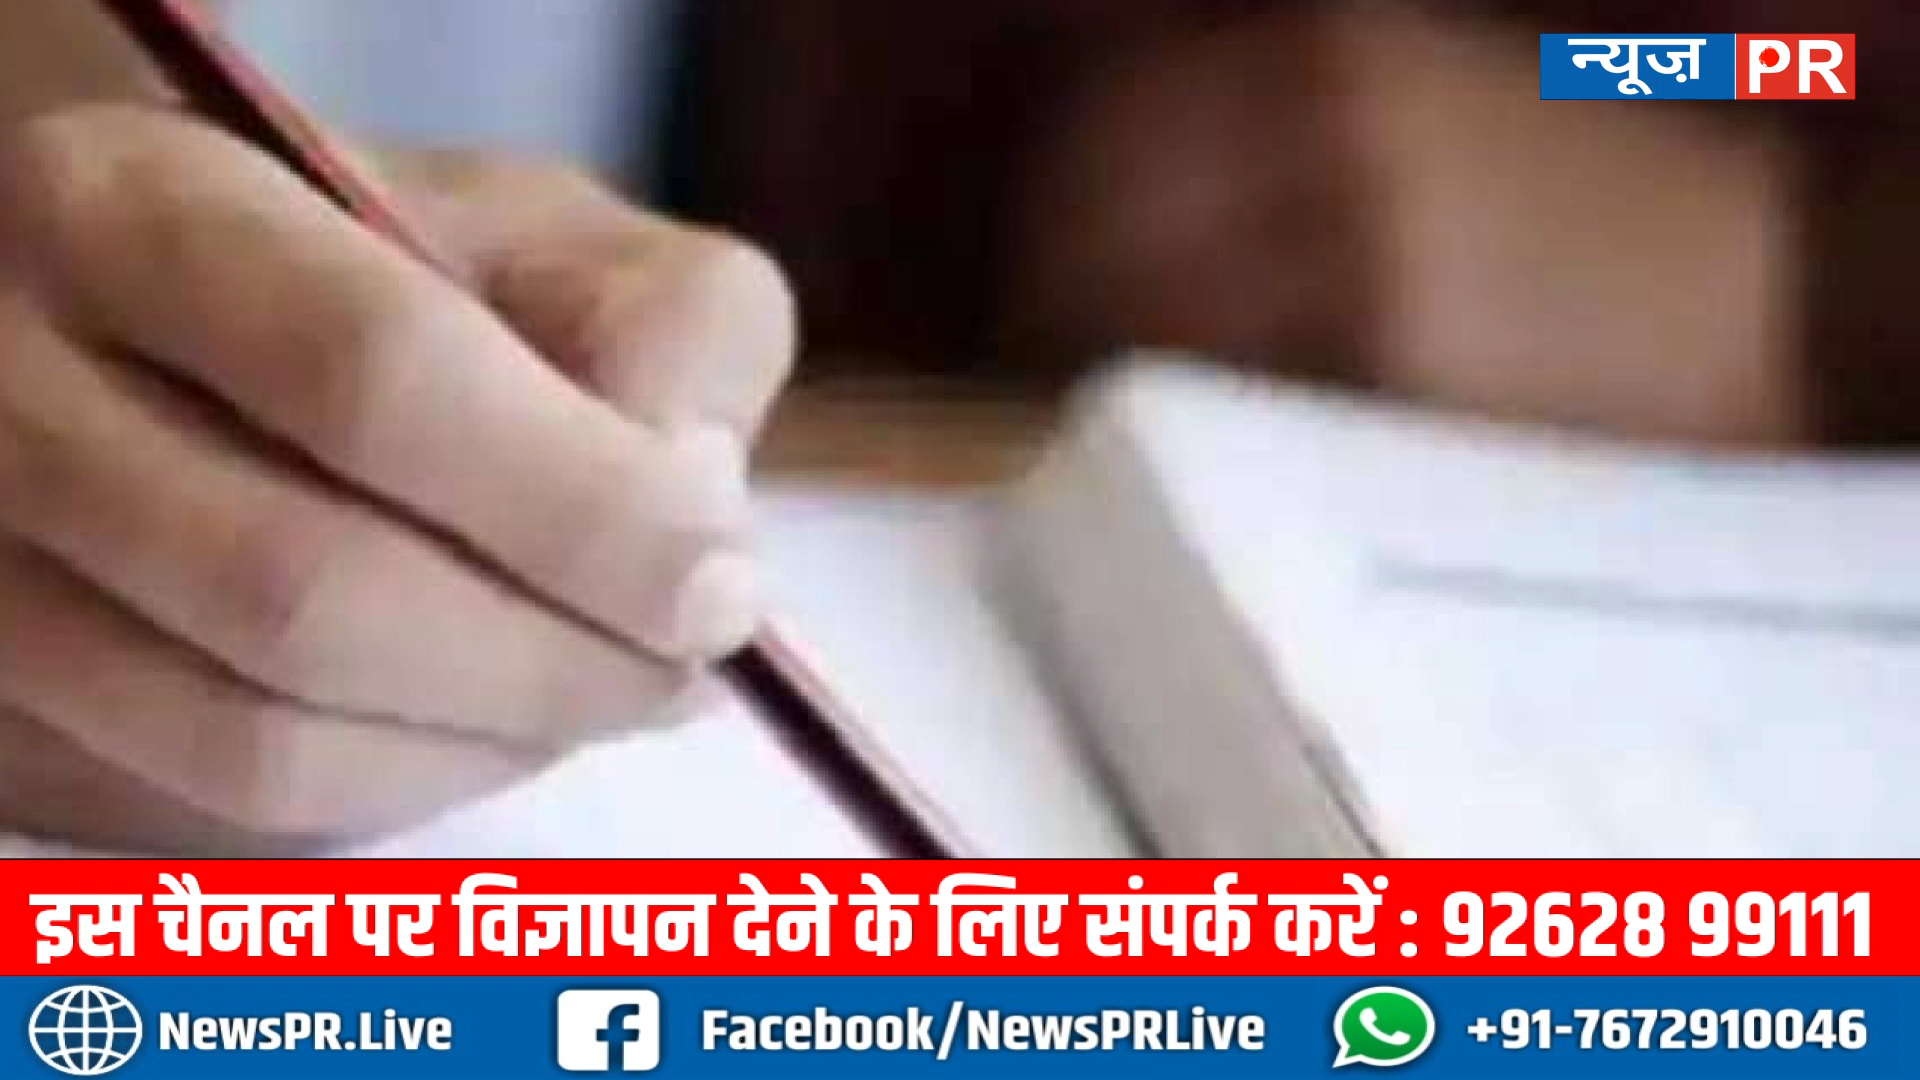 न्यूज़ PR
इस चैनल पर विज्ञापन देने के लिए संपर्क करें : 92628 99111
NewsPR.Live Facebook/NewsPRLive +91-7672910046